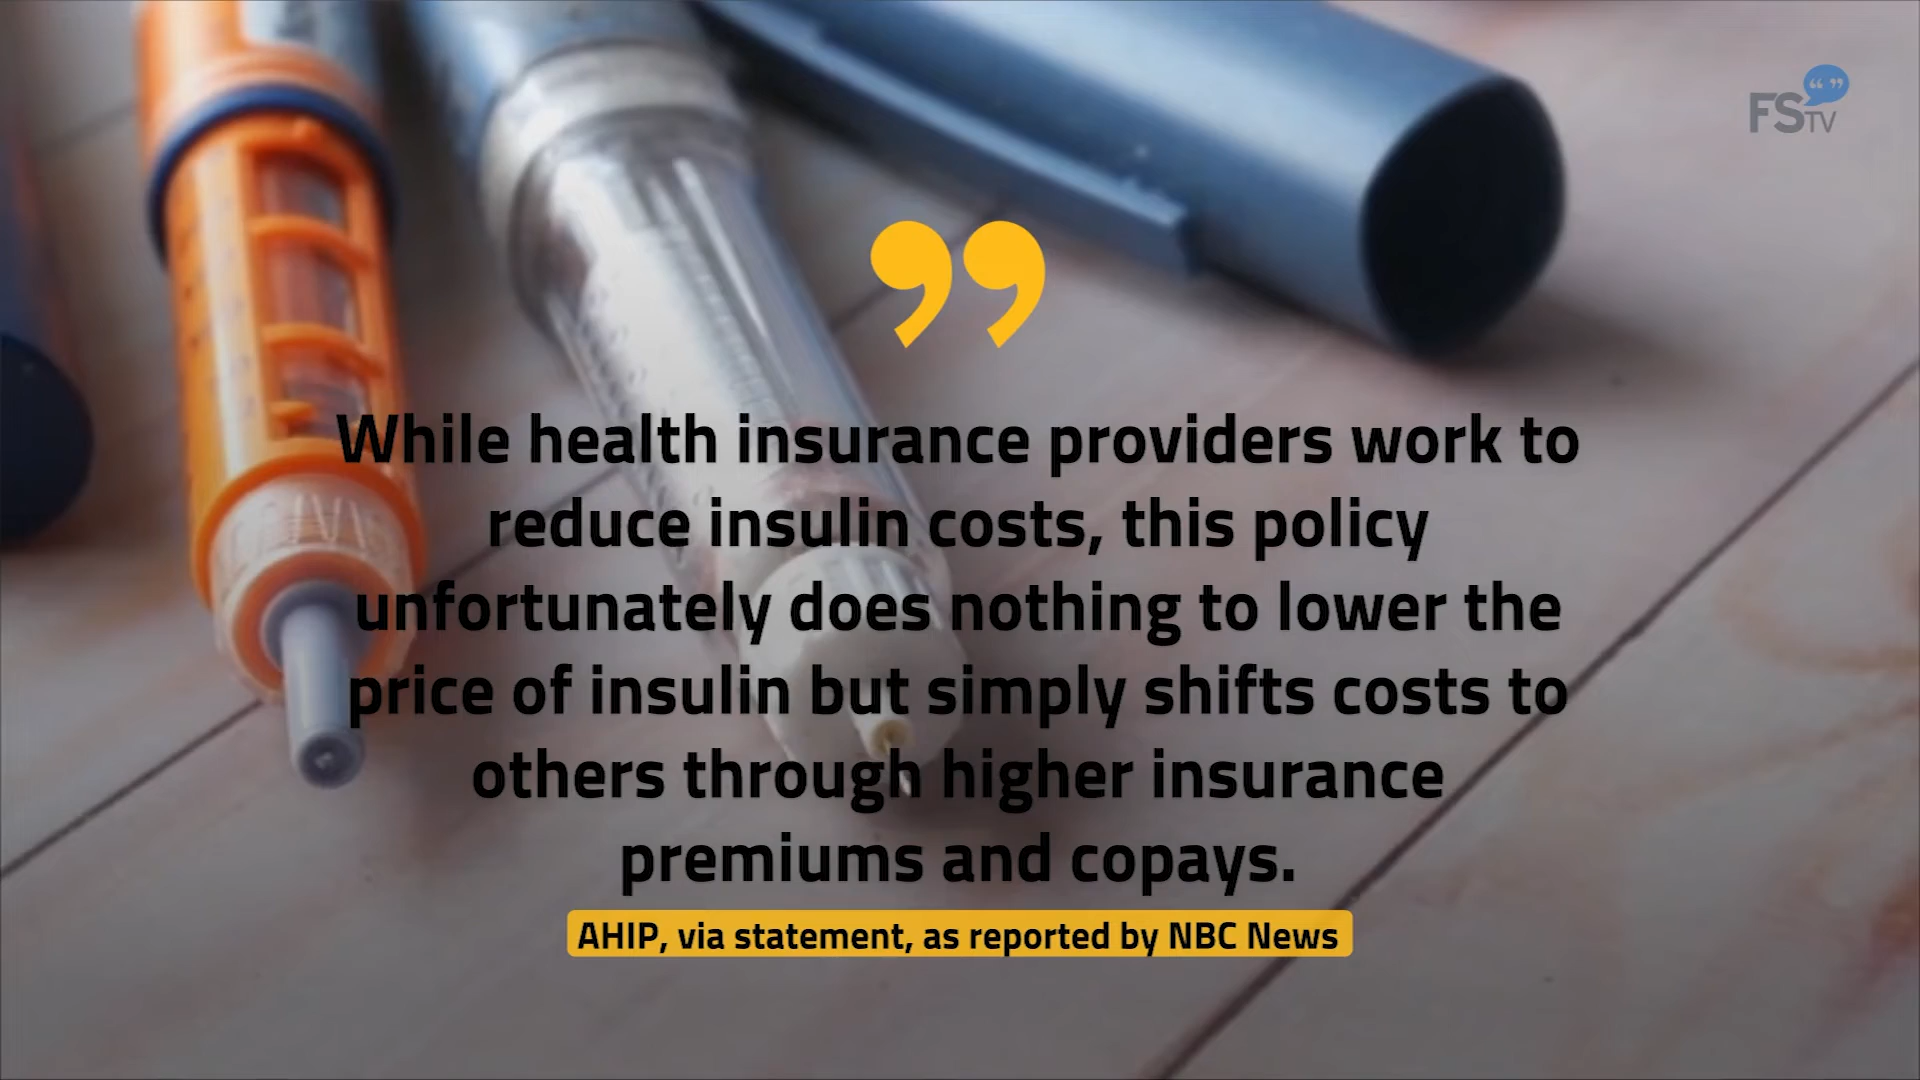 FSTV
”
While health insurance providers work to
reduce insulin costs, this policy
unfortunately does nothing to lower the
price of insulin but simply shifts costs to
others through higher insurance
premiums and copays.
AHIP, via statement, as reported by NBC News